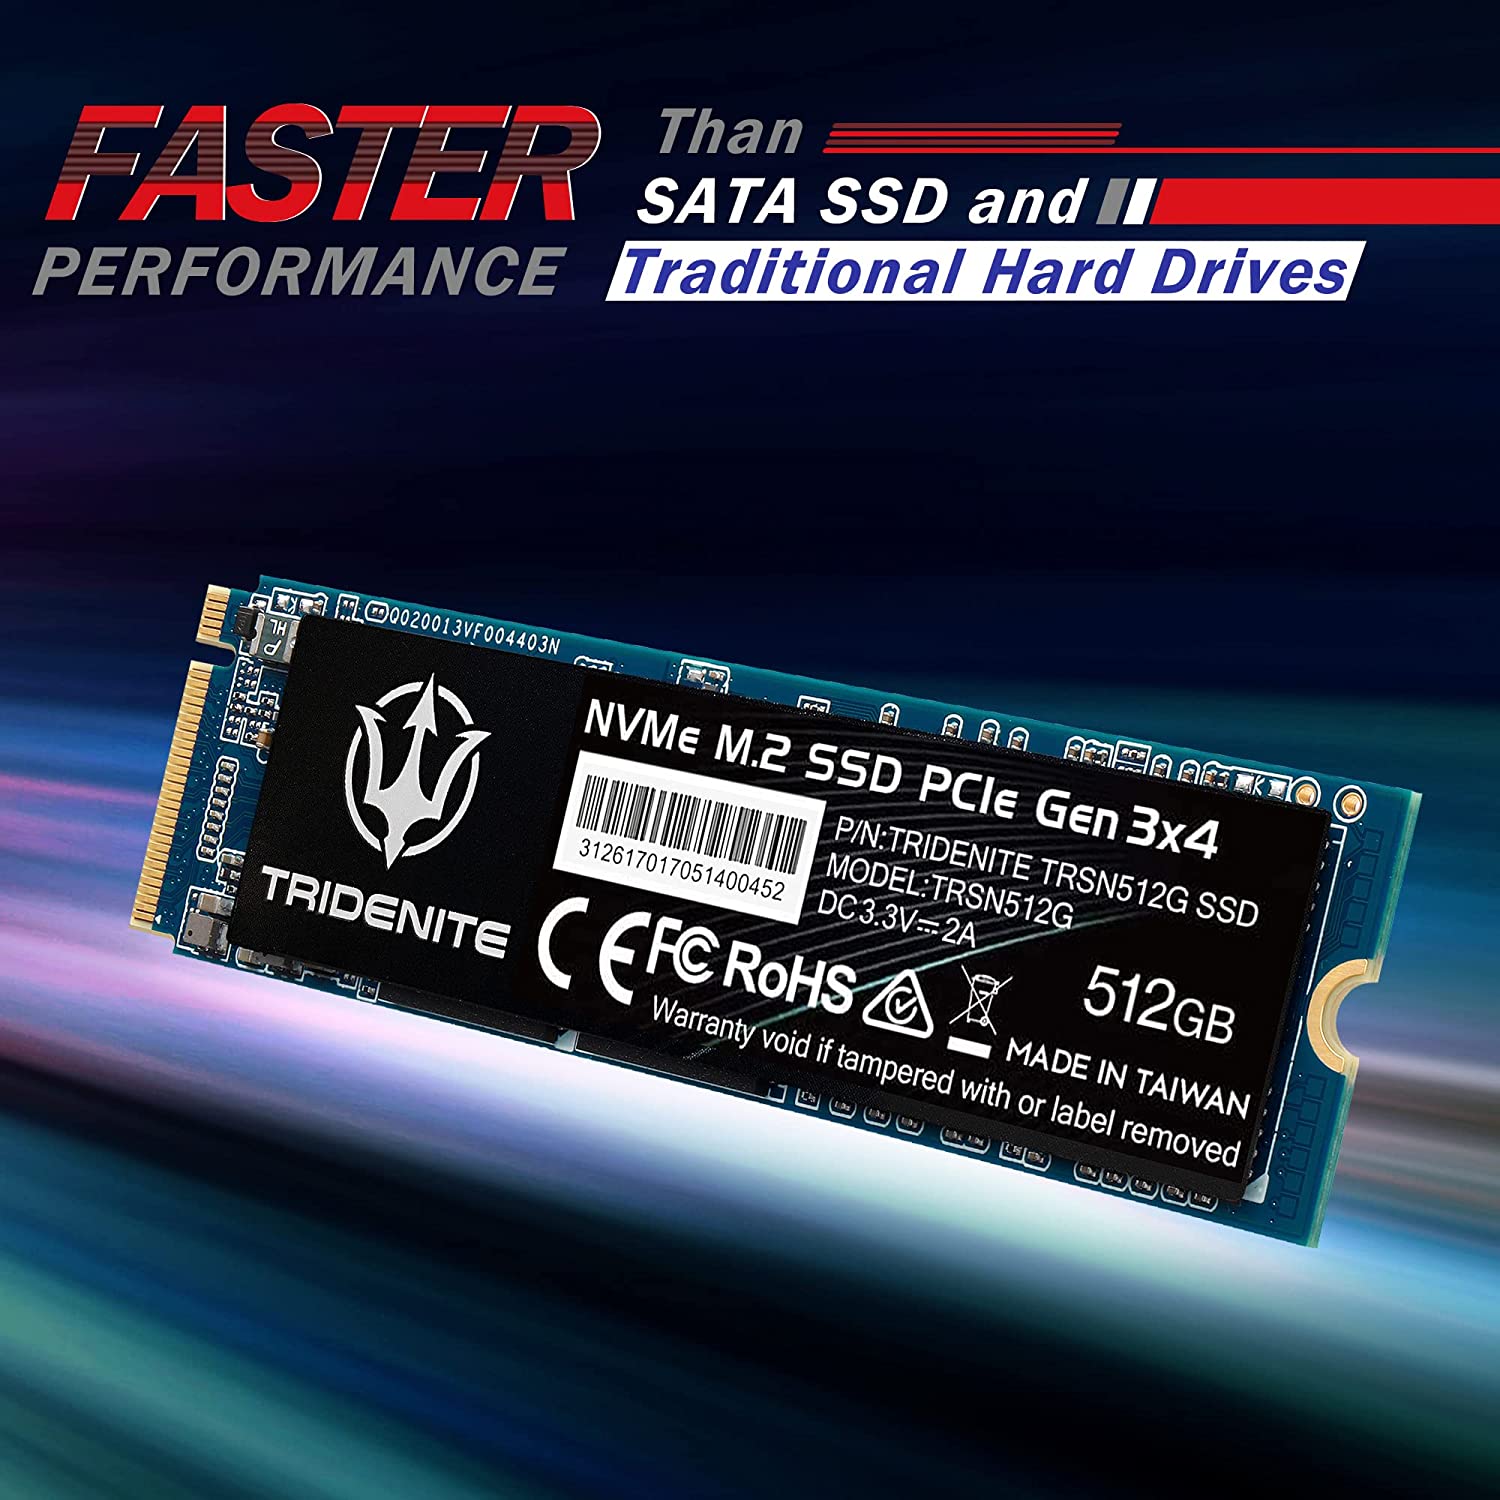 FASTER
PERFORMANCE
Than
SATA SSD and
Traditional Hard Drives
Q020013VF004403N
TRIDENITE
NVMe M.2 SSD PCIe Gen 3x4
312617017051400452
P/N:TRIDENITE TRSN512G SSD
MODEL:TRSN512G
DC 3.3V⎓2A
CE FC RoHS
512GB
MADE IN TAIWAN
Warranty void if tampered with or label removed